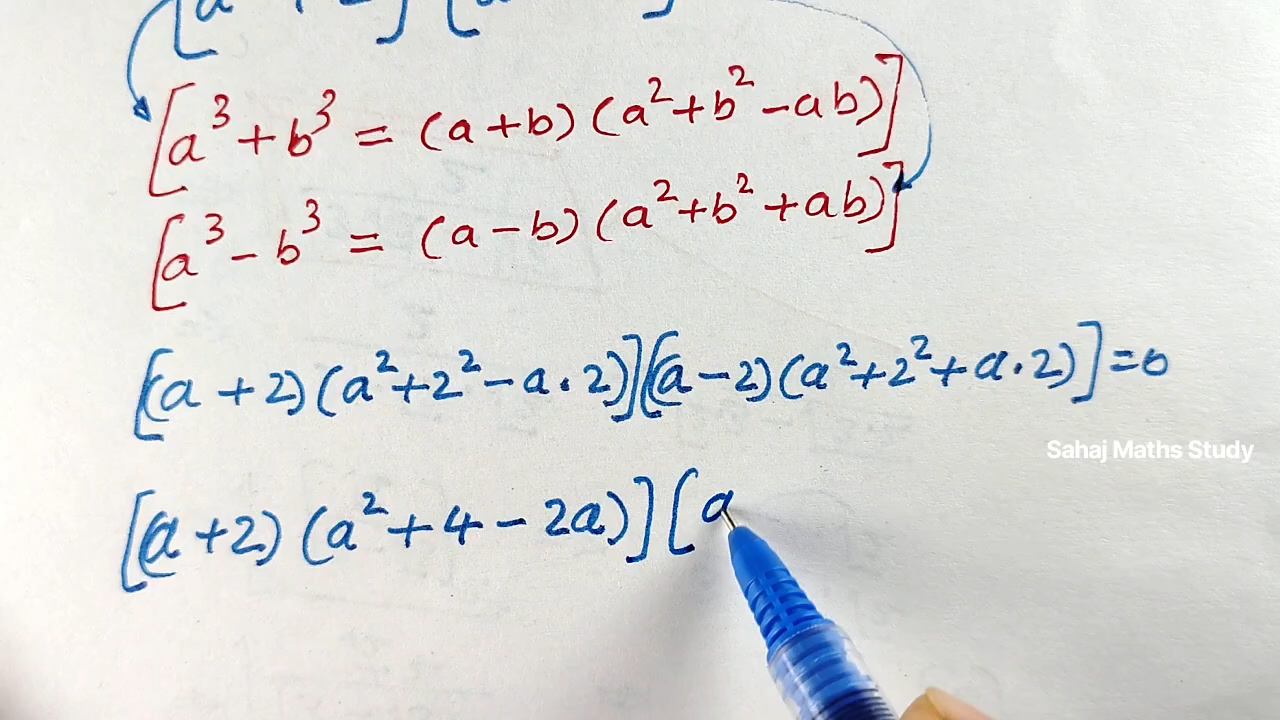 [a³+b³ = (a+b) (a²+b²-ab)]
[a³-b³ = (a-b) (a²+b²+ab)]
[(a+2)(a²+2²-a·2)][(a-2)(a²+2²+a·2)]=0
Sahaj Maths Study
[(a+2) (a²+4-2a)] [a